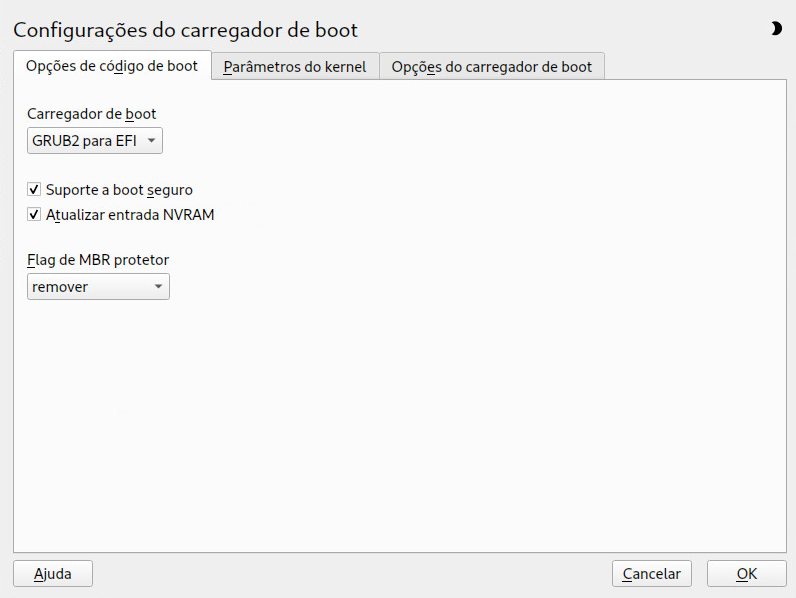 Configurações do carregador de boot
Opções de código de boot
Parâmetros do kernel
Opções do carregador de boot
Carregador de boot
GRUB2 para EFI
Suporte a boot seguro
Atualizar entrada NVRAM
Flag de MBR protetor
remover
Ajuda
Cancelar
OK